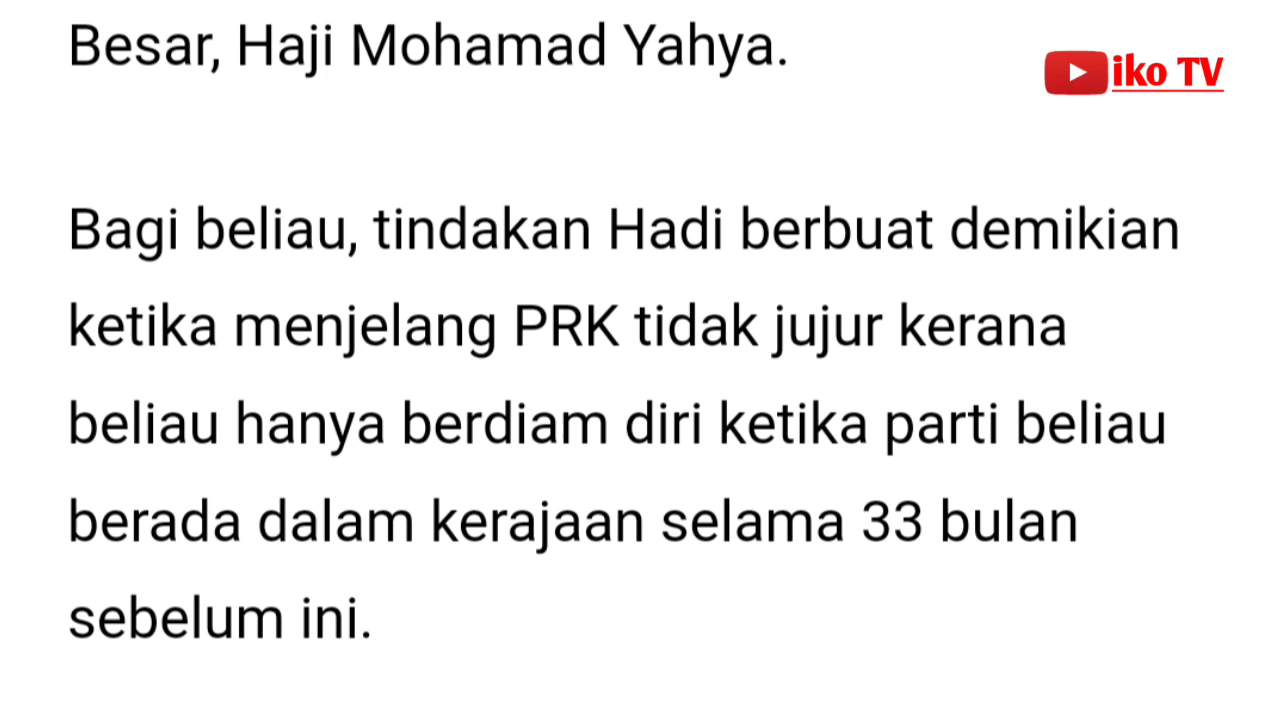 Besar, Haji Mohamad Yahya.
iko TV
Bagi beliau, tindakan Hadi berbuat demikian
ketika menjelang PRK tidak jujur kerana
beliau hanya berdiam diri ketika parti beliau
berada dalam kerajaan selama 33 bulan
sebelum ini.